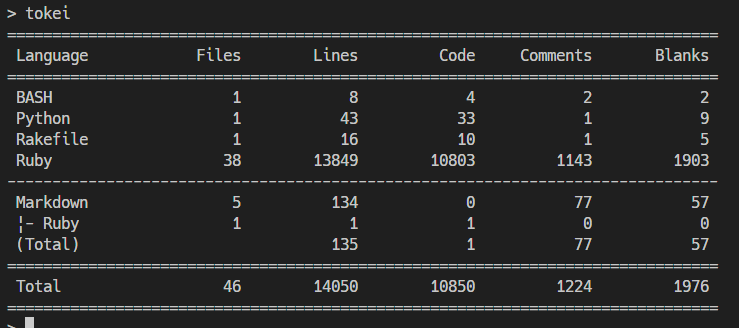 > tokei
===============================================================================
 Language            Files        Lines         Code     Comments       Blanks
===============================================================================
 BASH                    1            8            4            2            2
 Python                  1           43           33            1            9
 Rakefile                1           16           10            1            5
 Ruby                   38        13849        10803         1143         1903
-------------------------------------------------------------------------------
 Markdown                5          134            0           77           57
 ¦- Ruby                 1            1            1            0            0
 (Total)                            135            1           77           57
===============================================================================
 Total                  46        14050        10850         1224         1976
===============================================================================
>